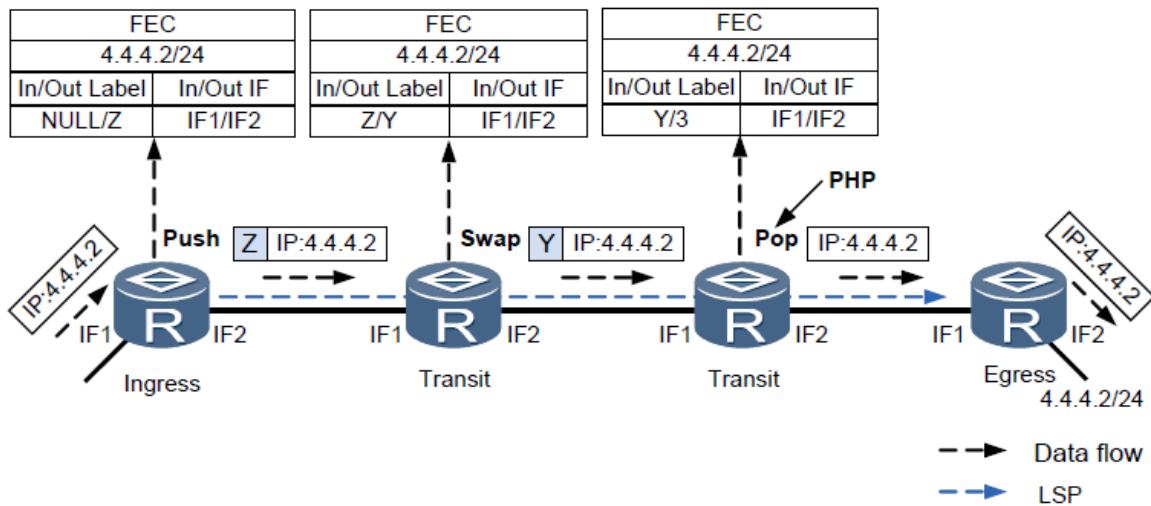 FEC
4.4.4.2/24
In/Out Label In/Out IF
NULL/Z IF1/IF2
FEC
4.4.4.2/24
In/Out Label In/Out IF
Z/Y IF1/IF2
FEC
4.4.4.2/24
In/Out Label In/Out IF
Y/3 IF1/IF2
PHP
IP:4.4.4.2
Push
Z IP:4.4.4.2
Swap
Y IP:4.4.4.2
Pop
IP:4.4.4.2
IP:4.4.4.2
R
R
R
R
IF1 IF2
IF1 IF2
IF1 IF2
IF1 IF2
Ingress
Transit
Transit
Egress
4.4.4.2/24
Data flow
LSP